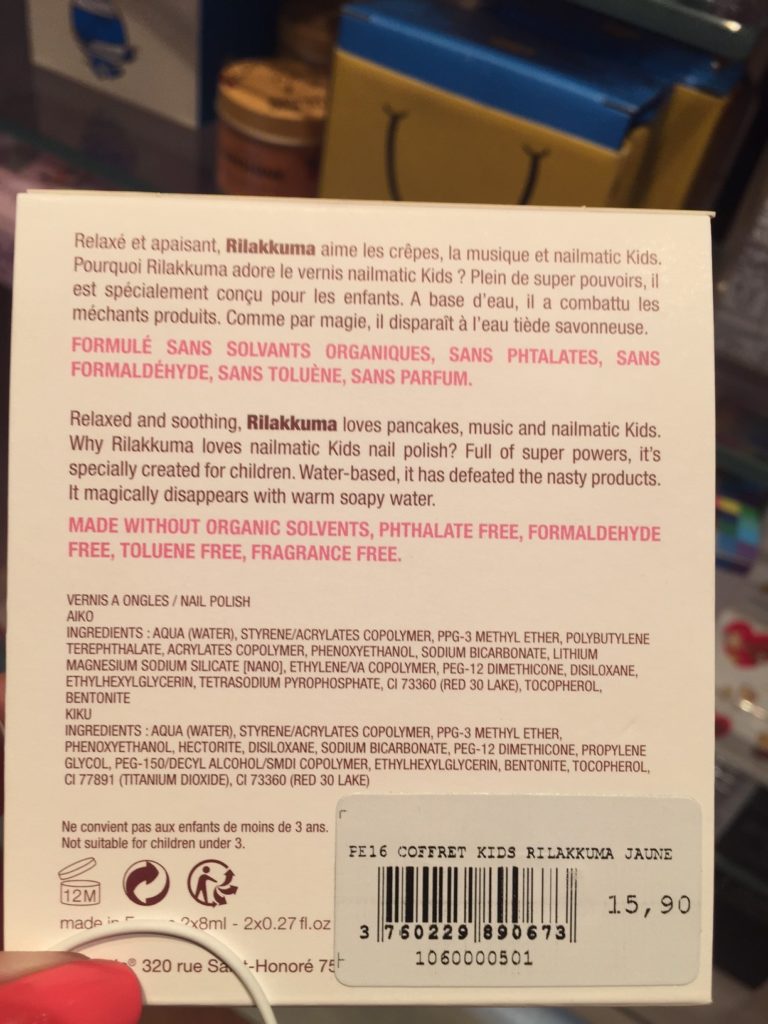 Relaxé et apaisant, Rilakkuma aime les crêpes, la musique et nailmatic Kids.
Pourquoi Rilakkuma adore le vernis nailmatic Kids ? Plein de super pouvoirs, il
est spécialement conçu pour les enfants. A base d'eau, il a combattu les
méchants produits. Comme par magie, il disparaît à l'eau tiède savonneuse.
FORMULÉ SANS SOLVANTS ORGANIQUES, SANS PHTALATES, SANS
FORMALDÉHYDE, SANS TOLUÈNE, SANS PARFUM.
Relaxed and soothing, Rilakkuma loves pancakes, music and nailmatic Kids.
Why Rilakkuma loves nailmatic Kids nail polish? Full of super powers, it's
specially created for children. Water-based, it has defeated the nasty products.
It magically disappears with warm soapy water.
MADE WITHOUT ORGANIC SOLVENTS, PHTHALATE FREE, FORMALDEHYDE
FREE, TOLUENE FREE, FRAGRANCE FREE.
VERNIS A ONGLES / NAIL POLISH
AIKO
INGREDIENTS : AQUA (WATER), STYRENE/ACRYLATES COPOLYMER, PPG-3 METHYL ETHER, POLYBUTYLENE
TEREPHTHALATE, ACRYLATES COPOLYMER, PHENOXYETHANOL, SODIUM BICARBONATE, LITHIUM
MAGNESIUM SODIUM SILICATE [NANO], ETHYLENE/VA COPOLYMER, PEG-12 DIMETHICONE, DISILOXANE,
ETHYLHEXYLGLYCERIN, TETRASODIUM PYROPHOSPHATE, CI 73360 (RED 30 LAKE), TOCOPHEROL,
BENTONITE
KIKU
INGREDIENTS : AQUA (WATER), STYRENE/ACRYLATES COPOLYMER, PPG-3 METHYL ETHER,
PHENOXYETHANOL, HECTORITE, DISILOXANE, SODIUM BICARBONATE, PEG-12 DIMETHICONE, PROPYLENE
GLYCOL, PEG-150/DECYL ALCOHOL/SMDI COPOLYMER, ETHYLHEXYLGLYCERIN, BENTONITE, TOCOPHEROL,
CI 77891 (TITANIUM DIOXIDE), CI 73360 (RED 30 LAKE)
Ne convient pas aux enfants de moins de 3 ans.
Not suitable for children under 3.
12M
made in 2x8ml - 2x0.27 fl.oz
320 rue Saint-Honoré 75
PE16 COFFRET KIDS RILAKKUMA JAUNE
15,90
3 760229 890673
1060000501